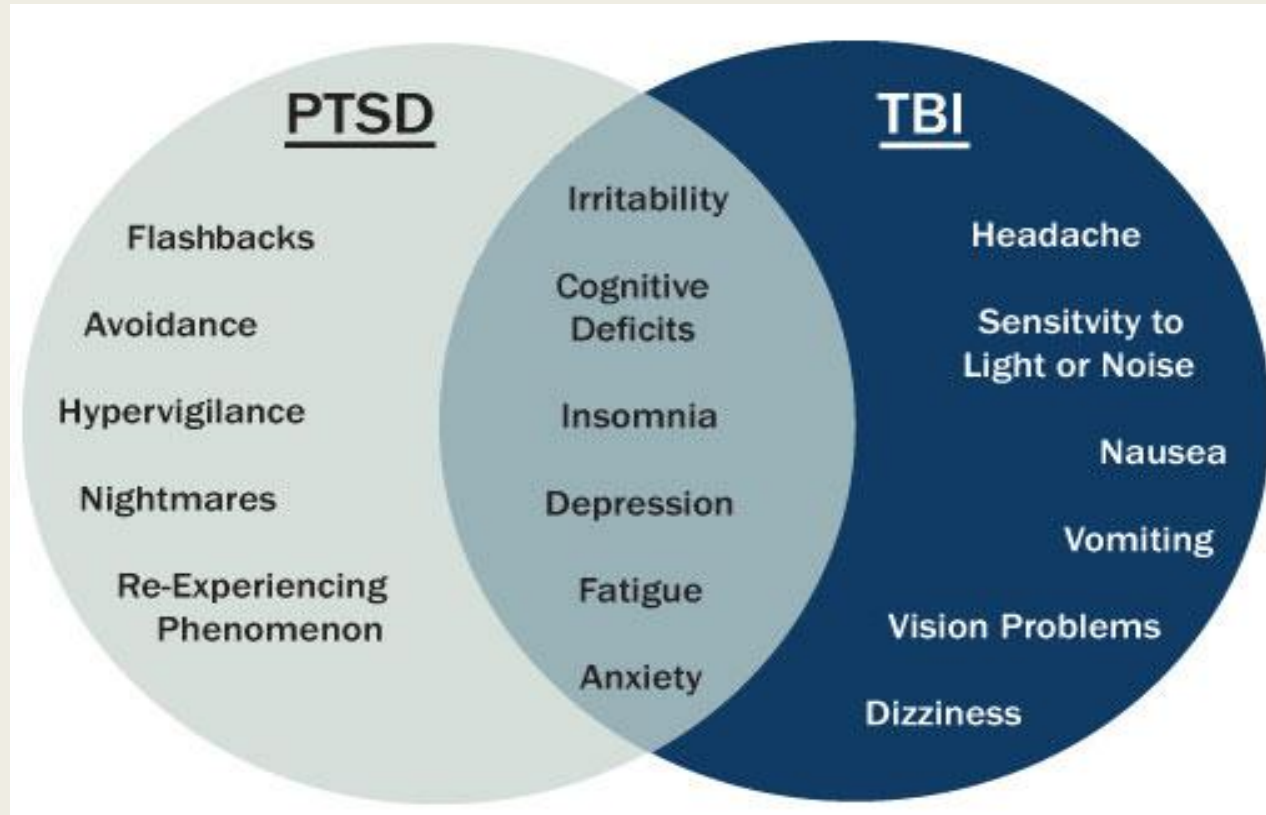 PTSD
Flashbacks
Avoidance
Hypervigilance
Nightmares
Re-Experiencing
Phenomenon
Irritability
Cognitive
Deficits
Insomnia
Depression
Fatigue
Anxiety
TBI
Headache
Sensitvity to
Light or Noise
Nausea
Vomiting
Vision Problems
Dizziness